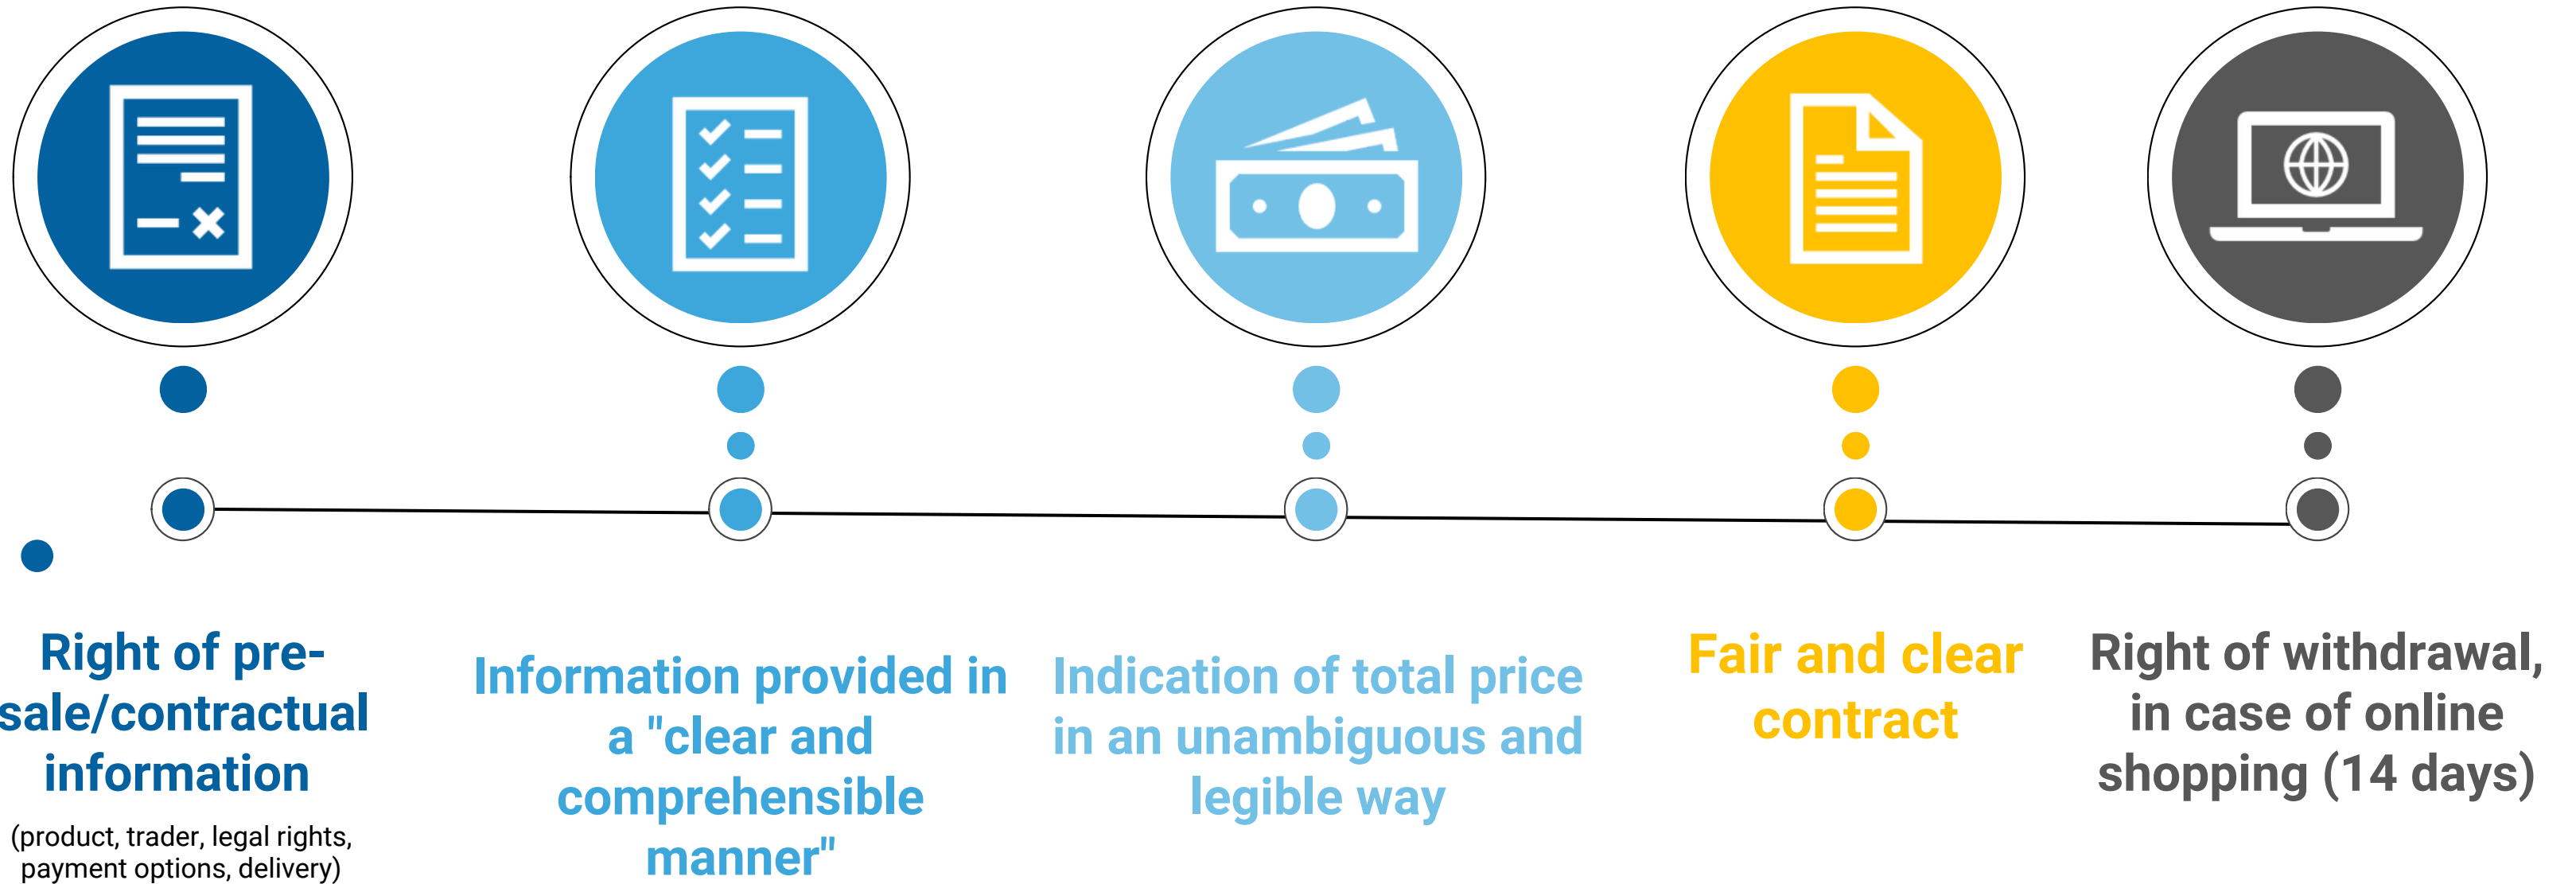 Right of pre-
sale/contractual
information
(product, trader, legal rights,
payment options, delivery)
Information provided in
a "clear and
comprehensible
manner"
Indication of total price
in an unambiguous and
legible way
Fair and clear
contract
Right of withdrawal,
in case of online
shopping (14 days)